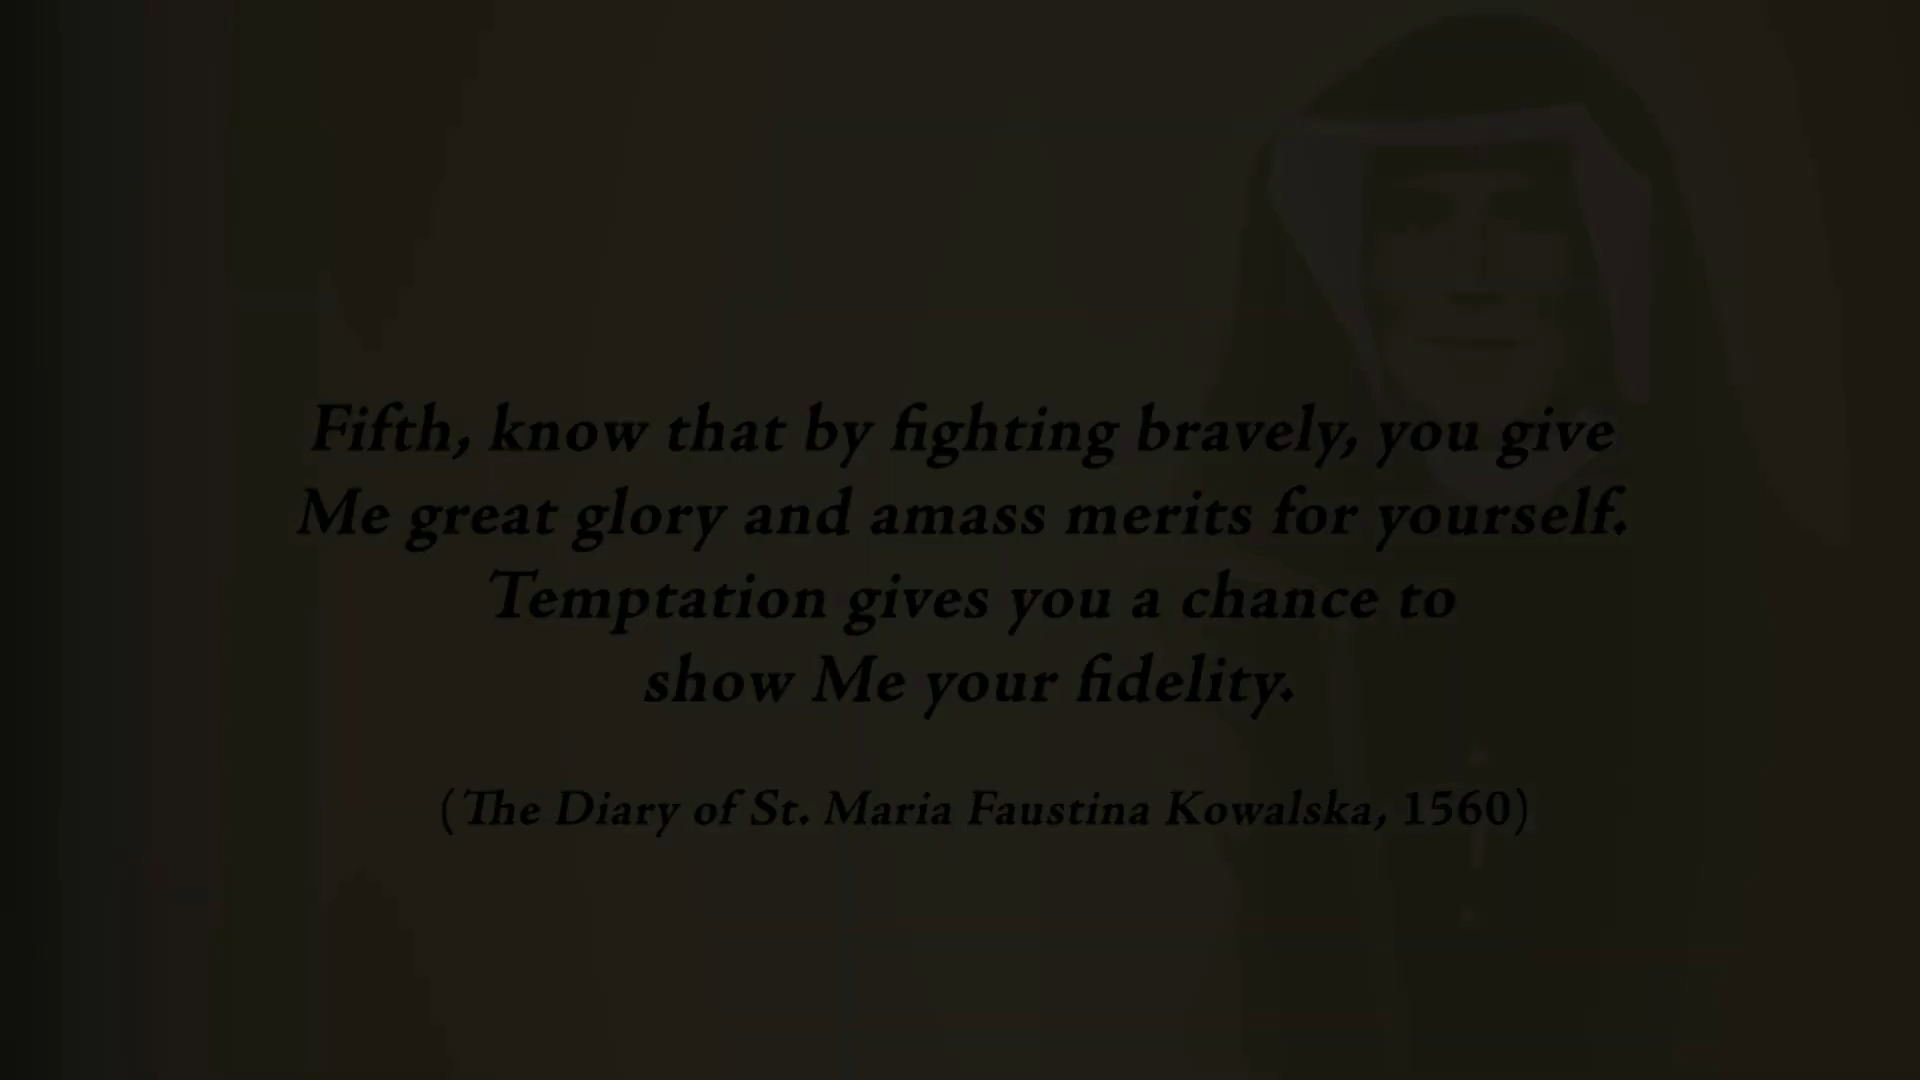 Fifth, know that by fighting bravely, you give
Me great glory and amass merits for yourself.
Temptation gives you a chance to
show Me your fidelity.
(The Diary of St. Maria Faustina Kowalska, 1560)